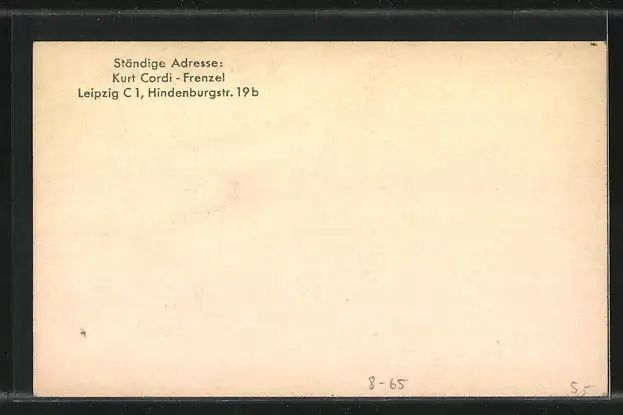 Ständige Adresse:
Kurt Cordi - Frenzel
Leipzig C 1, Hindenburgstr. 19 b
8-65